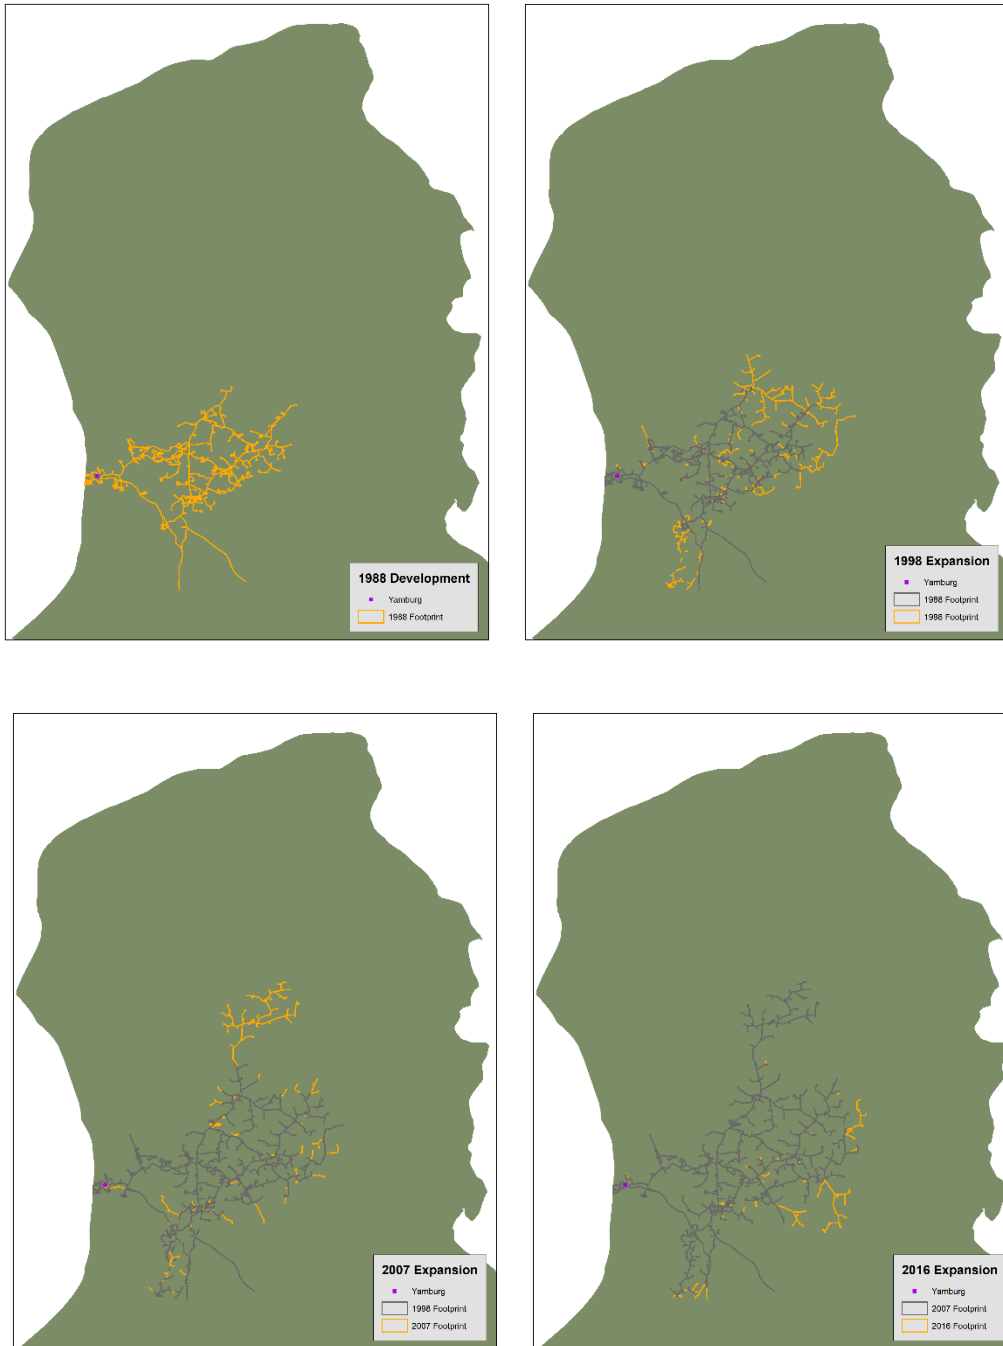 1988 Development
Yamburg
1988 Footprint
1998 Expansion
Yamburg
1988 Footprint
1998 Footprint
2007 Expansion
Yamburg
1998 Footprint
2007 Footprint
2016 Expansion
Yamburg
2007 Footprint
2016 Footprint